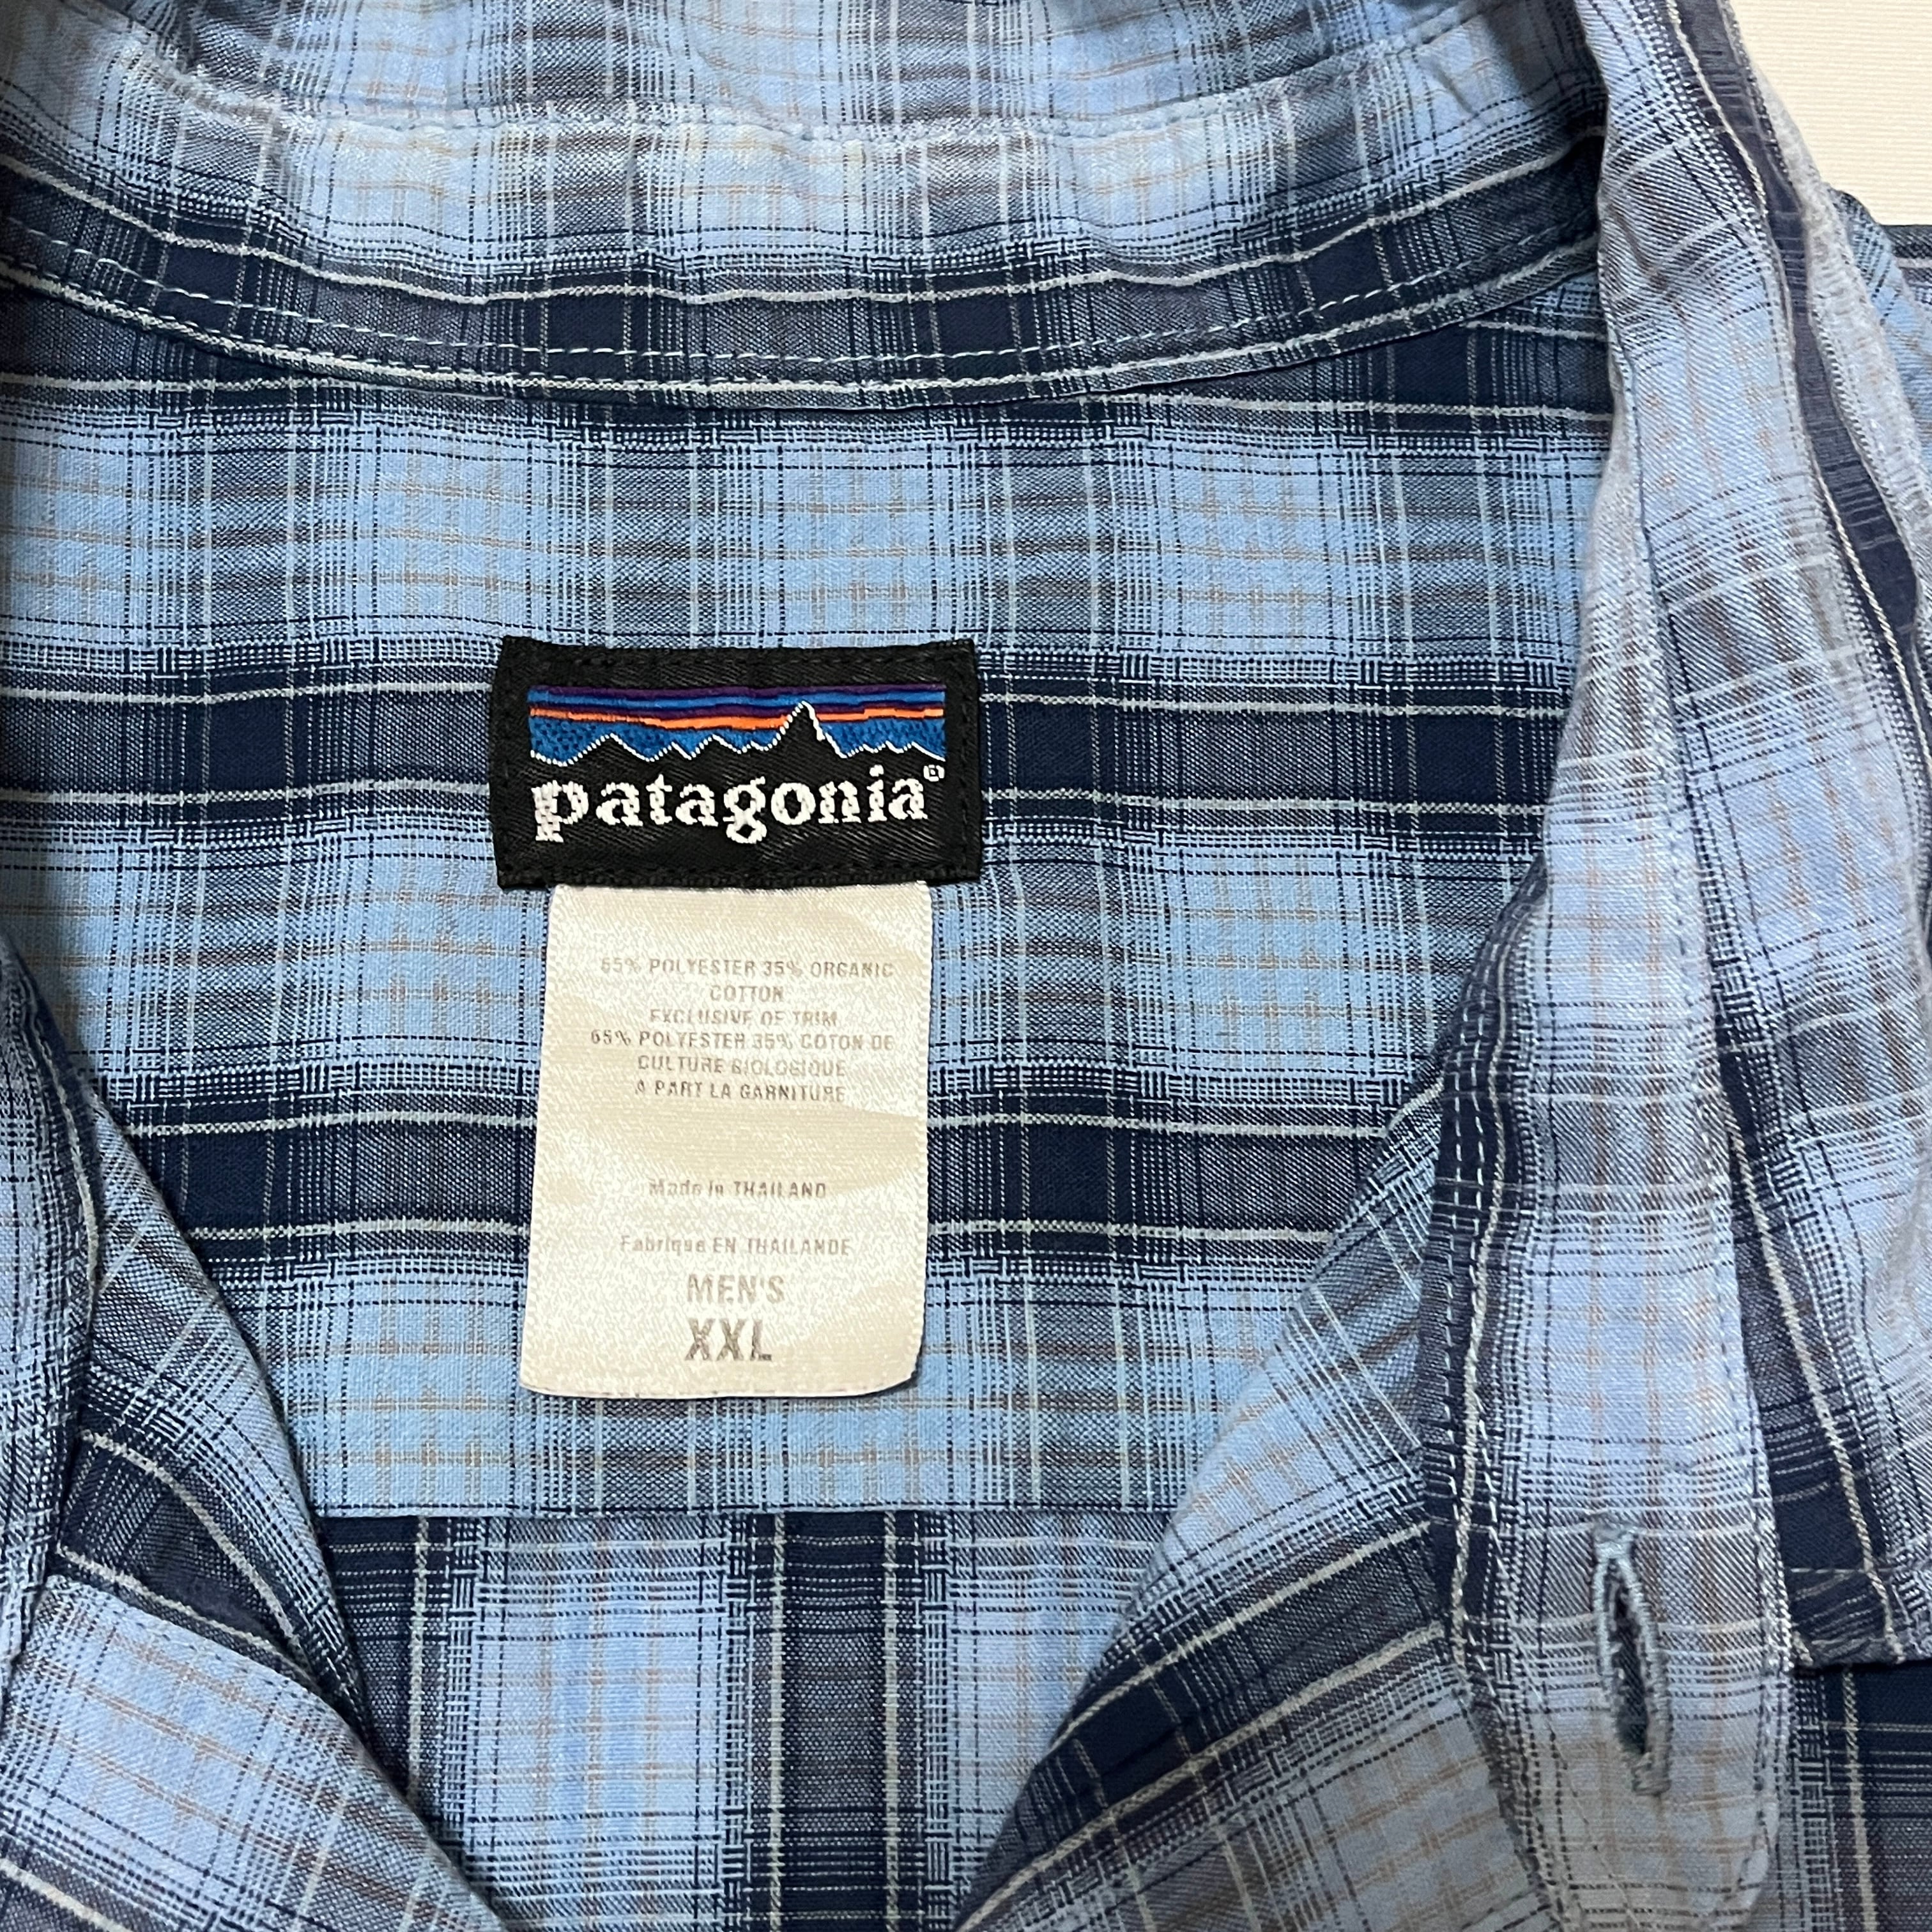 patagonia®
65% POLYESTER 35% ORGANIC
COTTON
EXCLUSIVE OF TRIM
65% POLYESTER 35% COTON DE
CULTURE BIOLOGIQUE
A PART LA GARNITURE
Made in THAILAND
Fabrique EN THAILANDE
MEN'S
XXL